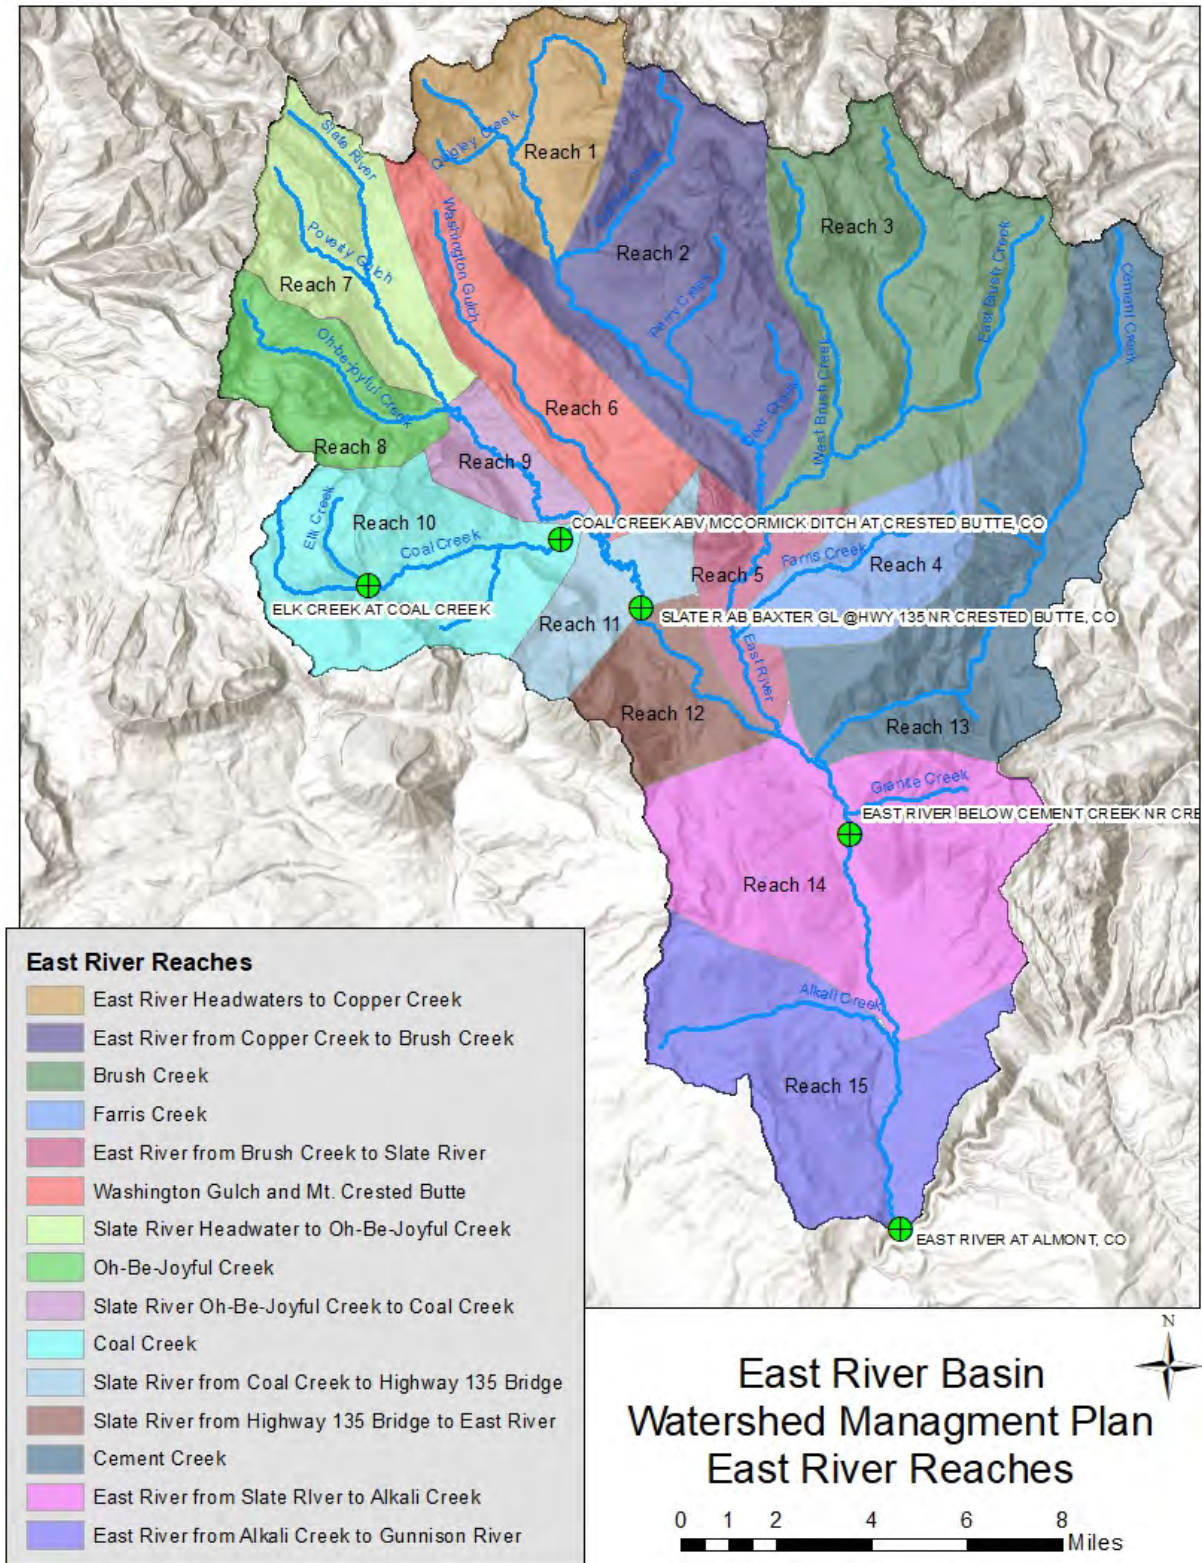 Slate River
Quigley Creek
Reach 1
Reach 3
Washington Gulch
Poverty Gulch
Reach 2
East Brush Creek
Cement Creek
Reach 7
Perry Creek
Oh-be-joyful Creek
West Brush Creek
Deer Creek
Reach 6
Reach 8
Reach 9
Elk Creek
Reach 10
Coal Creek
COAL CREEK ABV MCCORMICK DITCH AT CRESTED BUTTE, CO
Farris Creek
Reach 4
Reach 5
ELK CREEK AT COAL CREEK
Reach 11
SLATE R AB BAXTER GL @HWY 135 NR CRESTED BUTTE, CO
East River
Reach 12
Reach 13
Granite Creek
EAST RIVER BELOW CEMENT CREEK NR CRE
Reach 14
Alkali Creek
Reach 15
EAST RIVER AT ALMONT, CO
East River Reaches
East River Headwaters to Copper Creek
East River from Copper Creek to Brush Creek
Brush Creek
Farris Creek
East River from Brush Creek to Slate River
Washington Gulch and Mt. Crested Butte
Slate River Headwater to Oh-Be-Joyful Creek
Oh-Be-Joyful Creek
Slate River Oh-Be-Joyful Creek to Coal Creek
Coal Creek
Slate River from Coal Creek to Highway 135 Bridge
Slate River from Highway 135 Bridge to East River
Cement Creek
East River from Slate RIver to Alkali Creek
East River from Alkali Creek to Gunnison River
N
East River Basin
Watershed Managment Plan
East River Reaches
0 1 2 4 6 8
Miles